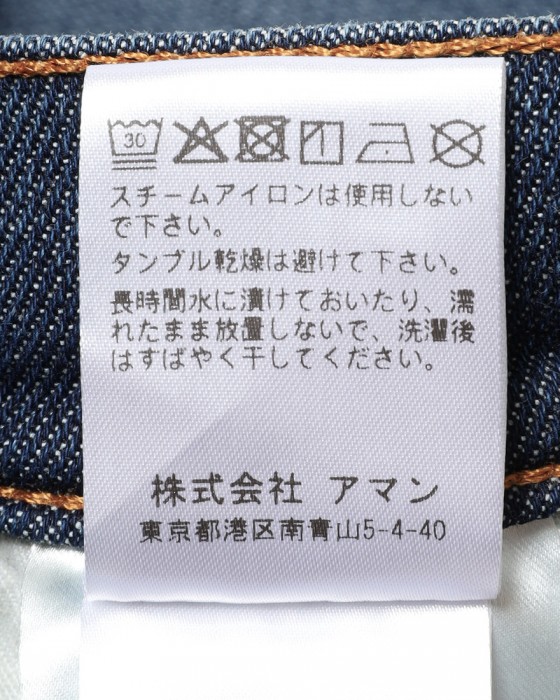 30
スチームアイロンは使用しない
で下さい。
タンブル乾燥は避けて下さい。
長時間水に漬けておいたり、濡
れたまま放置しないで、洗濯後
はすばやく干してください。
株式会社 アマン
東京都港区南青山5-4-40